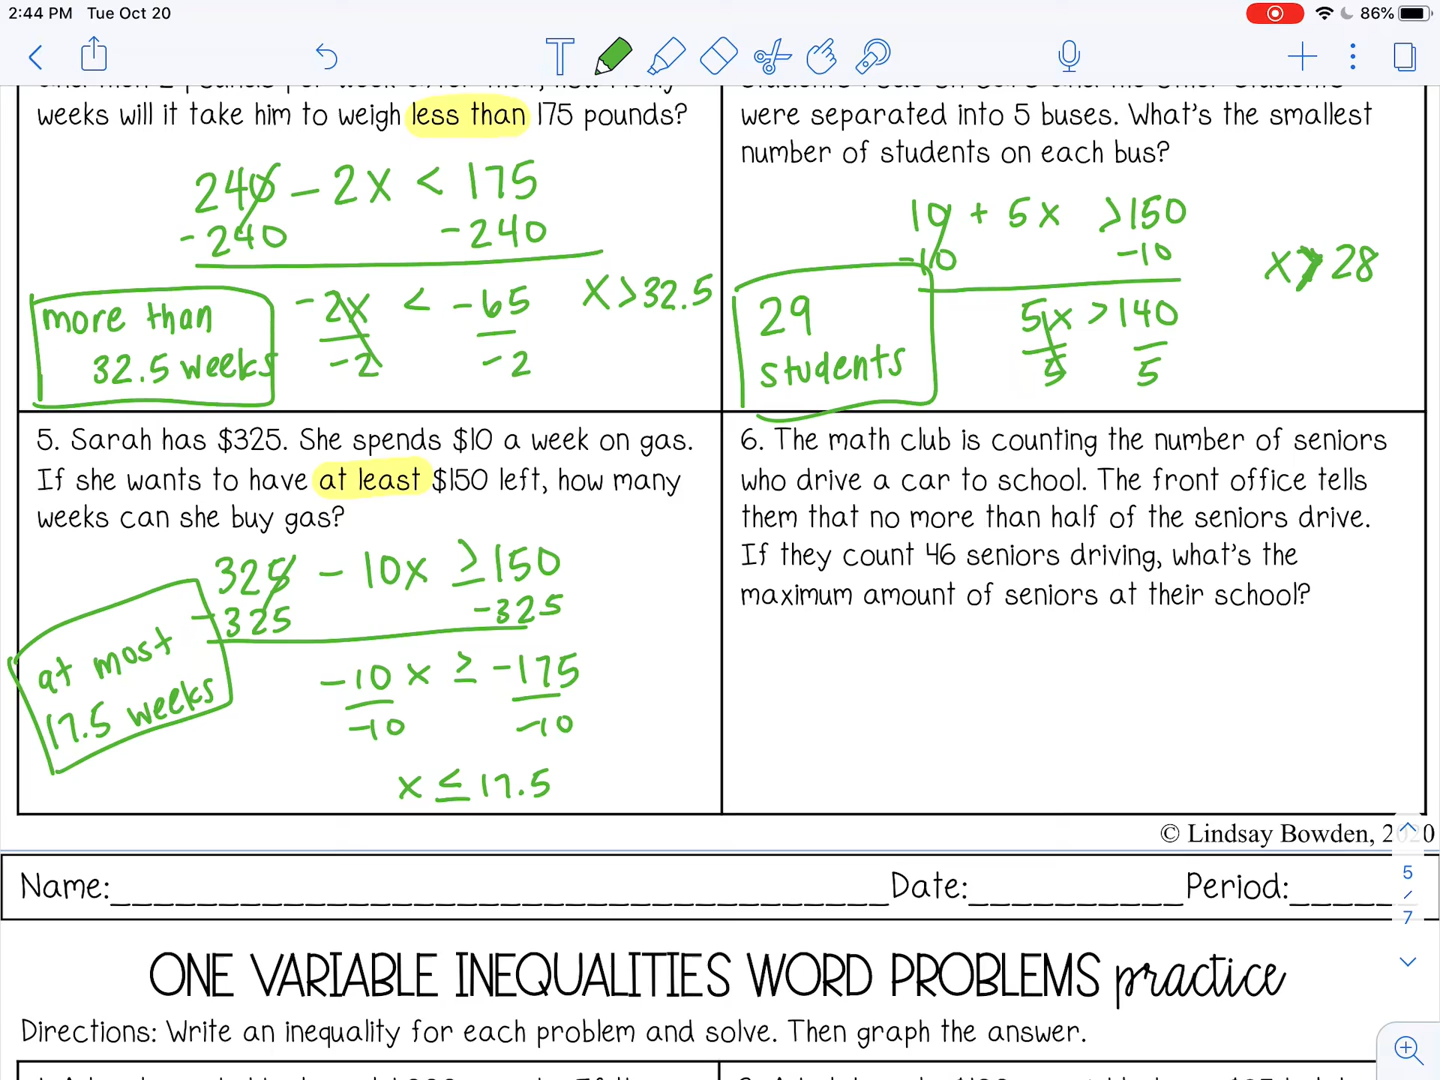 2:44 PM Tue Oct 20
86%
weeks will it take him to weigh less than 175 pounds?
240 - 2x < 175
-240 -240
-2x < -65
-2 -2
x > 32.5
more than
32.5 weeks
were separated into 5 buses. What's the smallest
number of students on each bus?
10 + 5x >150
-10 -10
5x > 140
5 5
x > 28
29
students
5. Sarah has $325. She spends $10 a week on gas.
If she wants to have at least $150 left, how many
weeks can she buy gas?
325 - 10x ≥ 150
-325 -325
-10x ≥ -175
-10 -10
x ≤ 17.5
at most
17.5 weeks
6. The math club is counting the number of seniors
who drive a car to school. The front office tells
them that no more than half of the seniors drive.
If they count 46 seniors driving, what's the
maximum amount of seniors at their school?
© Lindsay Bowden, 2020
5
/
7
Name:___________________________________ Date:__________ Period:______
ONE VARIABLE INEQUALITIES WORD PROBLEMS practice
Directions: Write an inequality for each problem and solve. Then graph the answer.